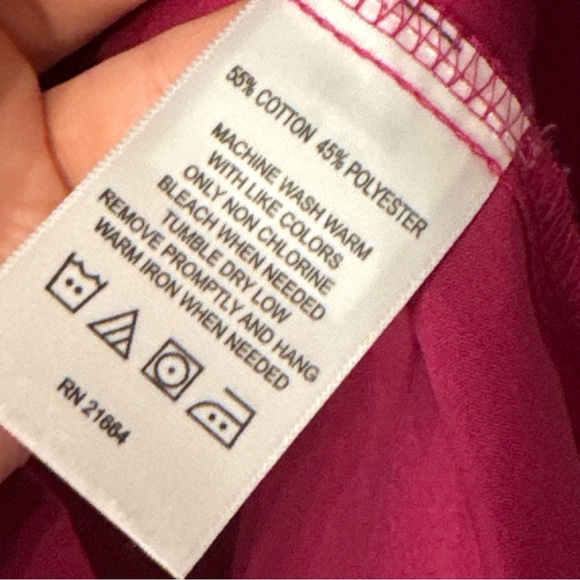 55% COTTON 45% POLYESTER
MACHINE WASH WARM
WITH LIKE COLORS
ONLY NON CHLORINE
BLEACH WHEN NEEDED
TUMBLE DRY LOW
REMOVE PROMPTLY AND HANG
WARM IRON WHEN NEEDED
RN 21664